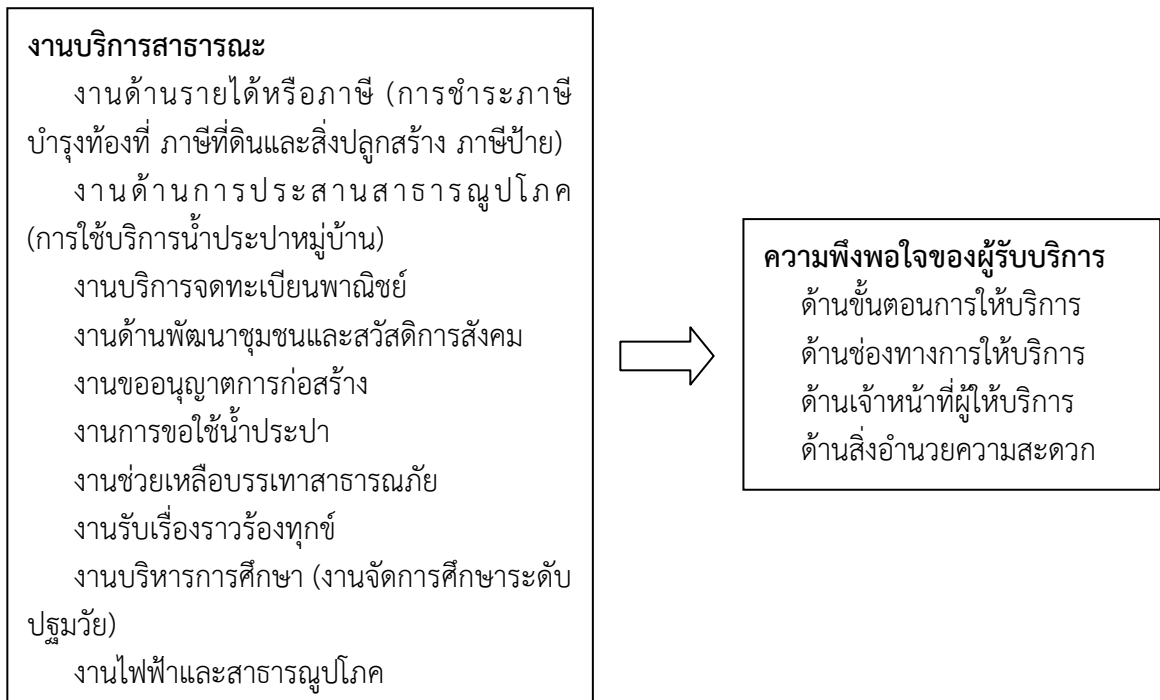 งานบริการสาธารณะ
งานด้านรายได้หรือภาษี (การชำระภาษี
บำรุงท้องที่ ภาษีที่ดินและสิ่งปลูกสร้าง ภาษีป้าย)
งานด้านการประสานสาธารณูปโภค
(การใช้บริการน้ำประปาหมู่บ้าน)
งานบริการจดทะเบียนพาณิชย์
งานด้านพัฒนาชุมชนและสวัสดิการสังคม
งานขออนุญาตการก่อสร้าง
งานการขอใช้น้ำประปา
งานช่วยเหลือบรรเทาสาธารณภัย
งานรับเรื่องราวร้องทุกข์
งานบริหารการศึกษา (งานจัดการศึกษาระดับ
ปฐมวัย)
งานไฟฟ้าและสาธารณูปโภค
ความพึงพอใจของผู้รับบริการ
ด้านขั้นตอนการให้บริการ
ด้านช่องทางการให้บริการ
ด้านเจ้าหน้าที่ผู้ให้บริการ
ด้านสิ่งอำนวยความสะดวก